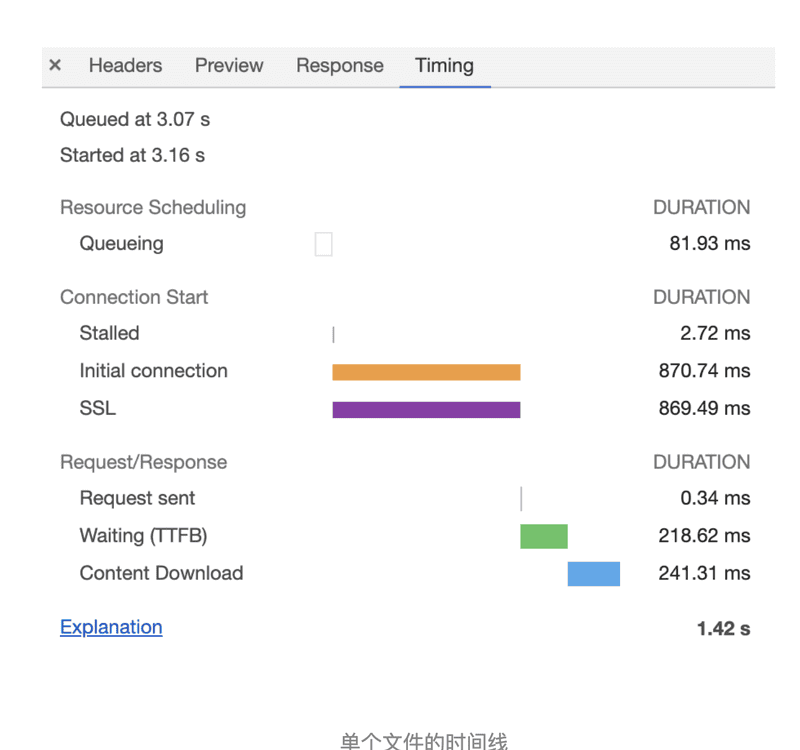 × Headers Preview Response Timing
Queued at 3.07 s
Started at 3.16 s
Resource Scheduling DURATION
Queueing 81.93 ms
Connection Start DURATION
Stalled 2.72 ms
Initial connection 870.74 ms
SSL 869.49 ms
Request/Response DURATION
Request sent 0.34 ms
Waiting (TTFB) 218.62 ms
Content Download 241.31 ms
Explanation 1.42 s
单个文件的时间线